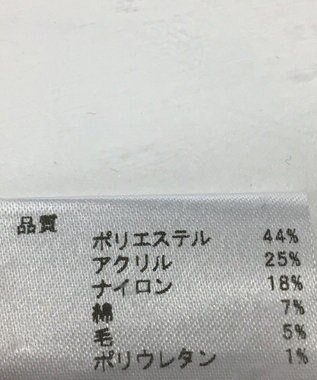 品質
ポリエステル 44%
アクリル 25%
ナイロン 18%
綿 7%
毛 5%
ポリウレタン 1%